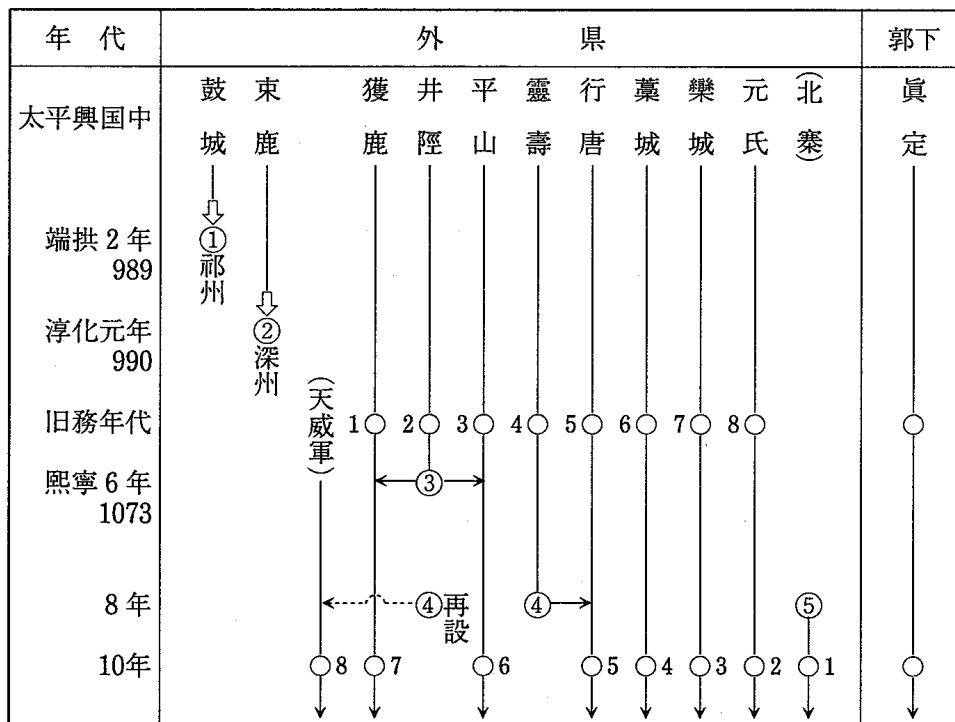 年代 外県 郭下
太平興国中
鼓城
束鹿
獲鹿
井陘
平山
靈壽
行唐
藁城
欒城
元氏
(北寨)
眞定
端拱2年
989
①祁州
淳化元年
990
②深州
(天威軍)
旧務年代 1 2 3 4 5 6 7 8
熙寧6年
1073
③
8年 ④再設 ④ ⑤
10年 8 7 6 5 4 3 2 1